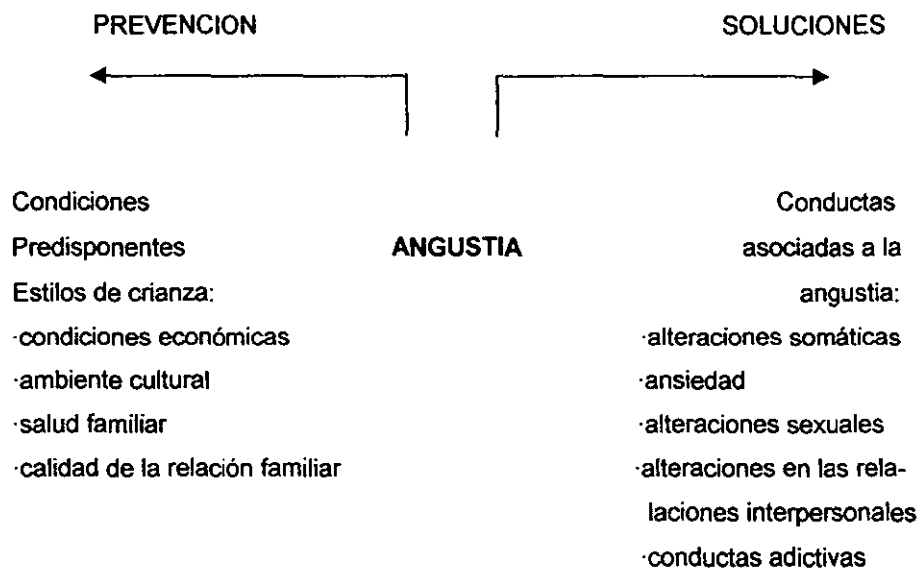 PREVENCION
SOLUCIONES
Condiciones
Predisponentes
Estilos de crianza:
·condiciones económicas
·ambiente cultural
·salud familiar
·calidad de la relación familiar
ANGUSTIA
Conductas
asociadas a la
angustia:
·alteraciones somáticas
·ansiedad
·alteraciones sexuales
·alteraciones en las rela-
laciones interpersonales
·conductas adictivas